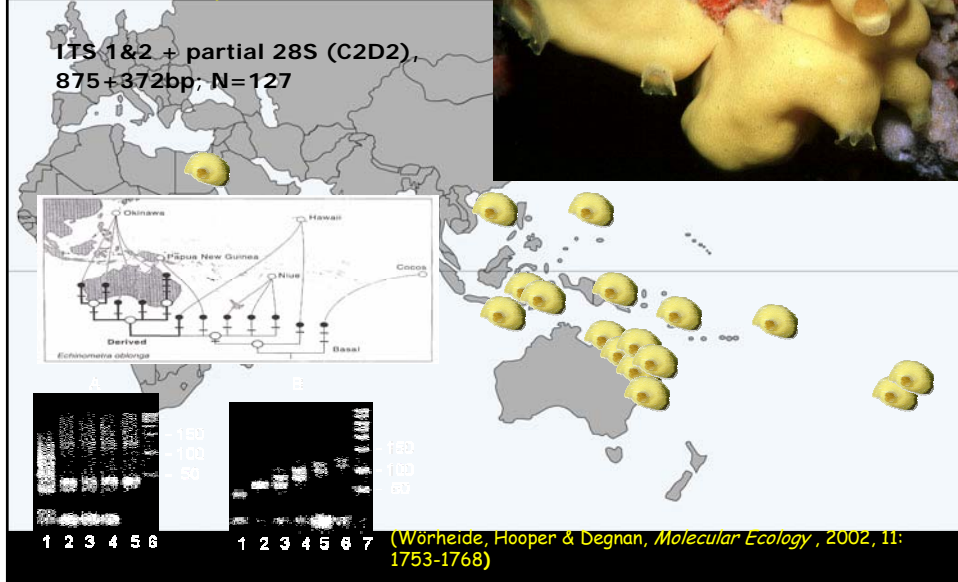 ITS 1&2 + partial 28S (C2D2),
875+372bp; N=127
Okinawa
Hawaii
Papua New Guinea
Cocos
Niue
Derived
Basal
Echinometra oblonga
A
B
150
100
50
1 2 3 4 5 6
150
100
50
1 2 3 4 5 6 7
(Wörheide, Hooper & Degnan, Molecular Ecology , 2002, 11:
1753-1768)